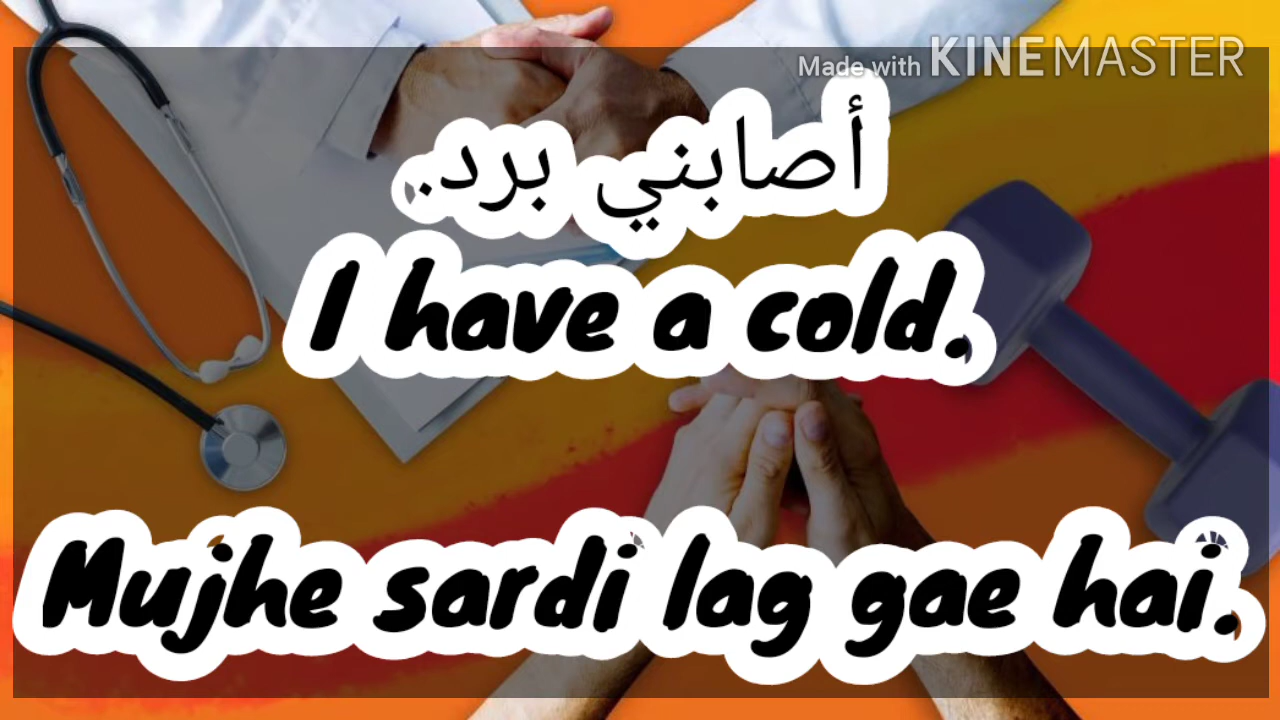 Made with KINEMASTER
أصابني برد.
I have a cold.
Mujhe sardi lag gae hai.